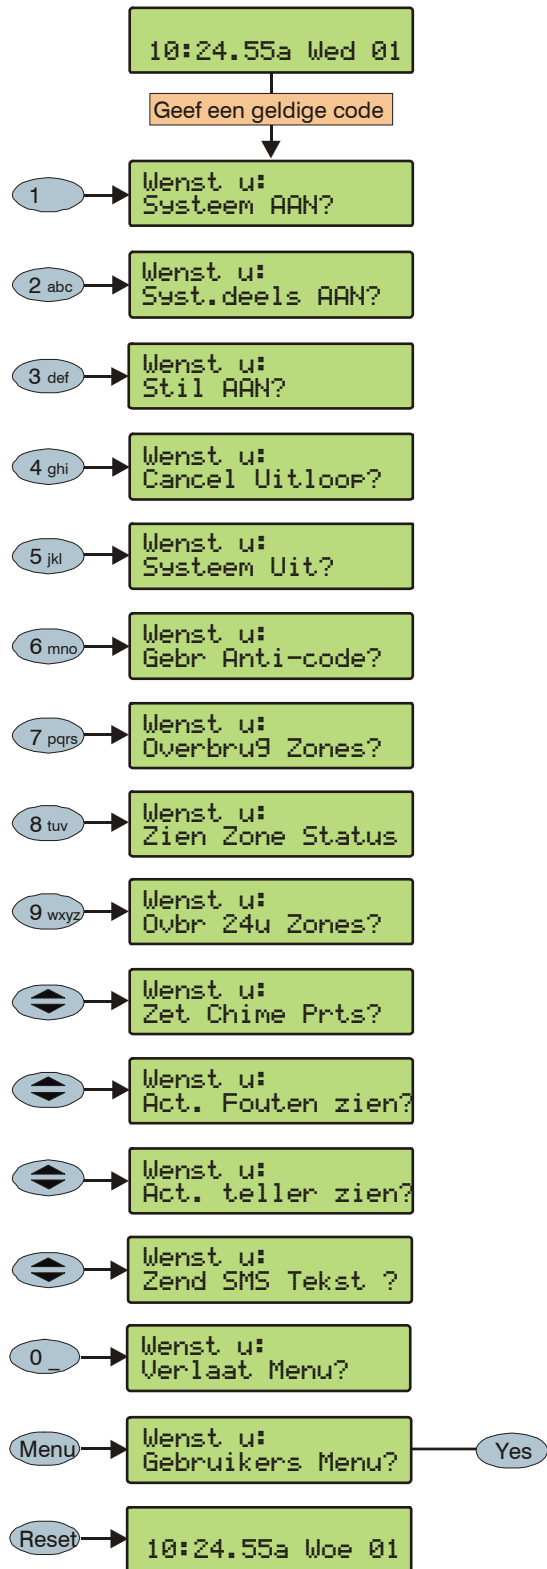 10:24.55a Wed 01
Geef een geldige code
1
Wenst u:
Systeem AAN?
2 abc
Wenst u:
Syst.deels AAN?
3 def
Wenst u:
Stil AAN?
4 ghi
Wenst u:
Cancel Uitloop?
5 jkl
Wenst u:
Systeem Uit?
6 mno
Wenst u:
Gebr Anti-code?
7 pqrs
Wenst u:
Overbrug Zones?
8 tuv
Wenst u:
Zien Zone Status
9 wxyz
Wenst u:
Ovbr 24u Zones?
Wenst u:
Zet Chime Prts?
Wenst u:
Act. Fouten zien?
Wenst u:
Act. teller zien?
Wenst u:
Zend SMS Tekst ?
0 _
Wenst u:
Verlaat Menu?
Menu
Wenst u:
Gebruikers Menu?
Yes
Reset
10:24.55a Woe 01